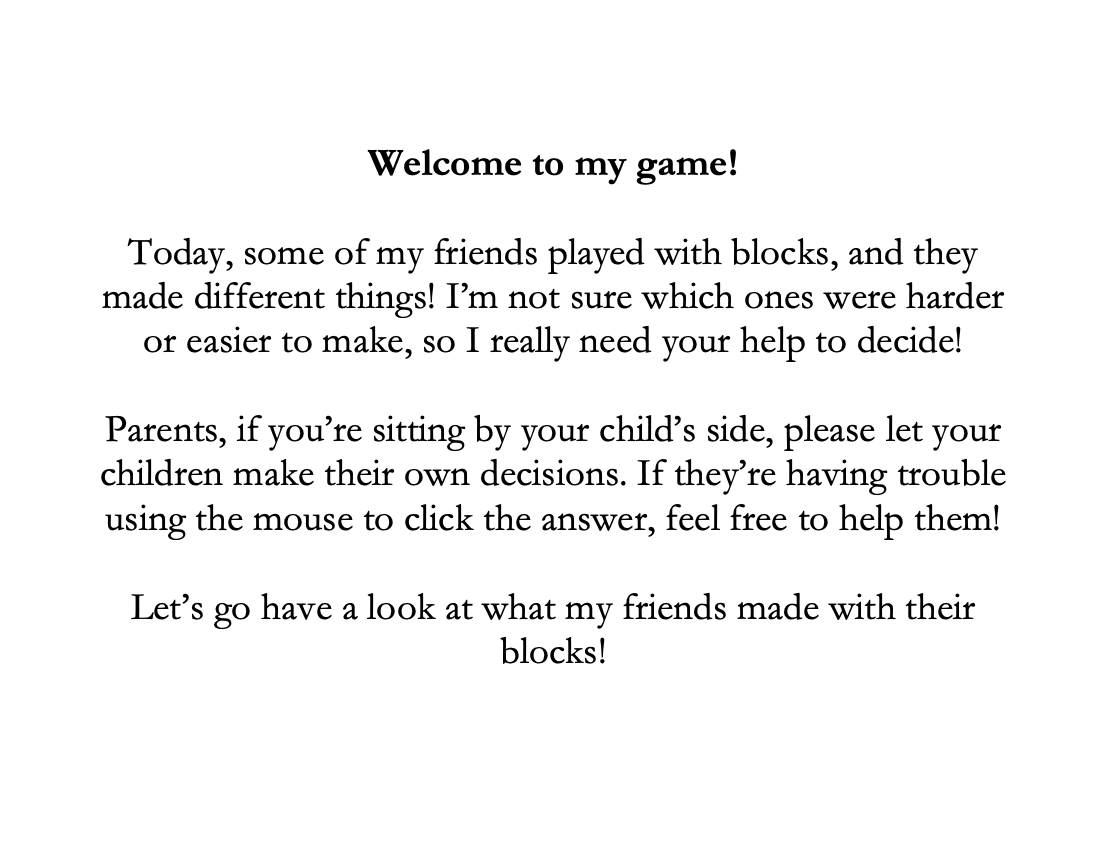 Welcome to my game!
Today, some of my friends played with blocks, and they
made different things! I’m not sure which ones were harder
or easier to make, so I really need your help to decide!
Parents, if you’re sitting by your child’s side, please let your
children make their own decisions. If they’re having trouble
using the mouse to click the answer, feel free to help them!
Let’s go have a look at what my friends made with their
blocks!